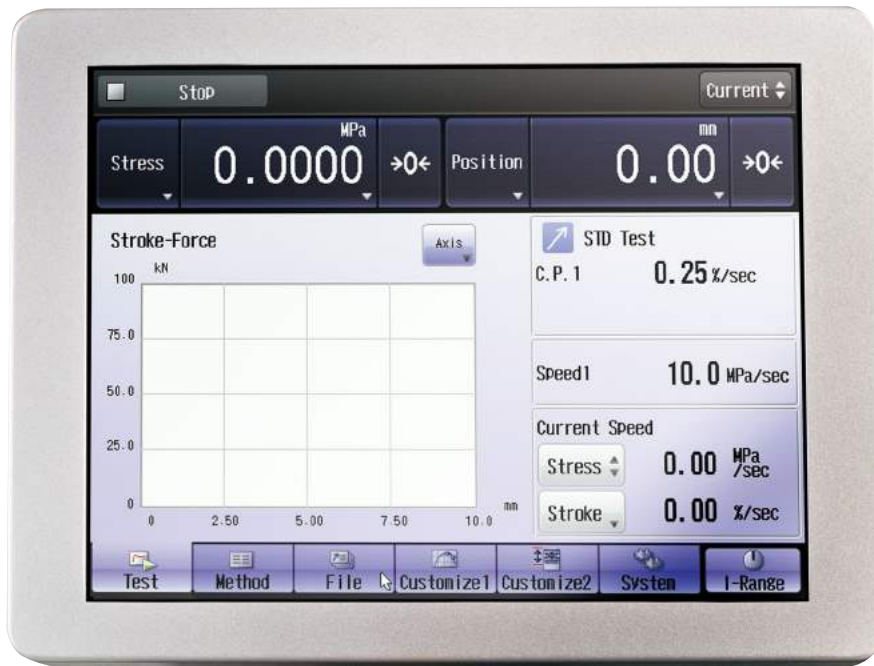 Stop
Current
Stress 0.0000 MPa →0← Position 0.00 mm →0←
Stroke-Force
Axis
kN
100
75.0
50.0
25.0
0
0 2.50 5.00 7.50 10.0 mm
STD Test
C.P.1 0.25 %/sec
Speed1 10.0 MPa/sec
Current Speed
Stress 0.00 MPa/sec
Stroke 0.00 %/sec
Test Method File Customize1 Customize2 System I-Range